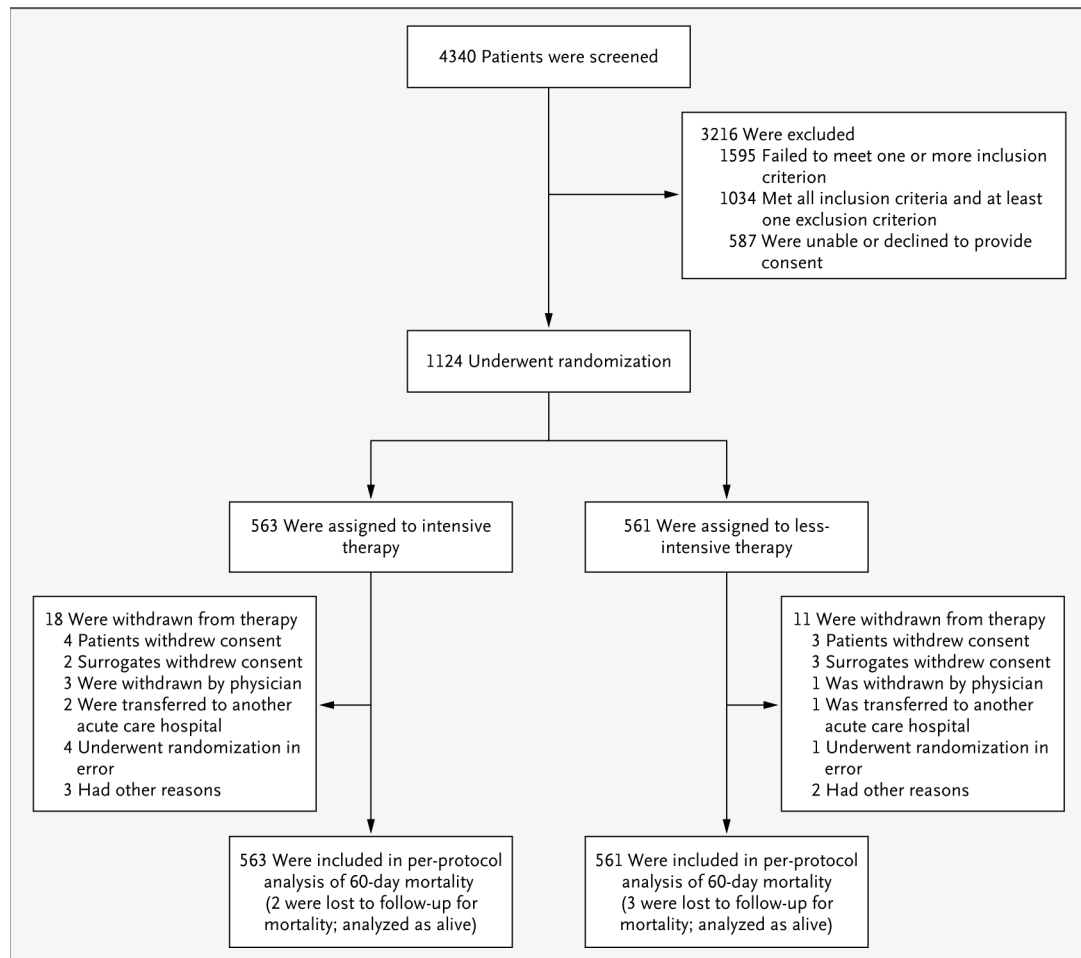 4340 Patients were screened
3216 Were excluded
1595 Failed to meet one or more inclusion
criterion
1034 Met all inclusion criteria and at least
one exclusion criterion
587 Were unable or declined to provide
consent
1124 Underwent randomization
563 Were assigned to intensive
therapy
561 Were assigned to less-
intensive therapy
18 Were withdrawn from therapy
4 Patients withdrew consent
2 Surrogates withdrew consent
3 Were withdrawn by physician
2 Were transferred to another
acute care hospital
4 Underwent randomization in
error
3 Had other reasons
11 Were withdrawn from therapy
3 Patients withdrew consent
3 Surrogates withdrew consent
1 Was withdrawn by physician
1 Was transferred to another
acute care hospital
1 Underwent randomization in
error
2 Had other reasons
563 Were included in per-protocol
analysis of 60-day mortality
(2 were lost to follow-up for
mortality; analyzed as alive)
561 Were included in per-protocol
analysis of 60-day mortality
(3 were lost to follow-up for
mortality; analyzed as alive)